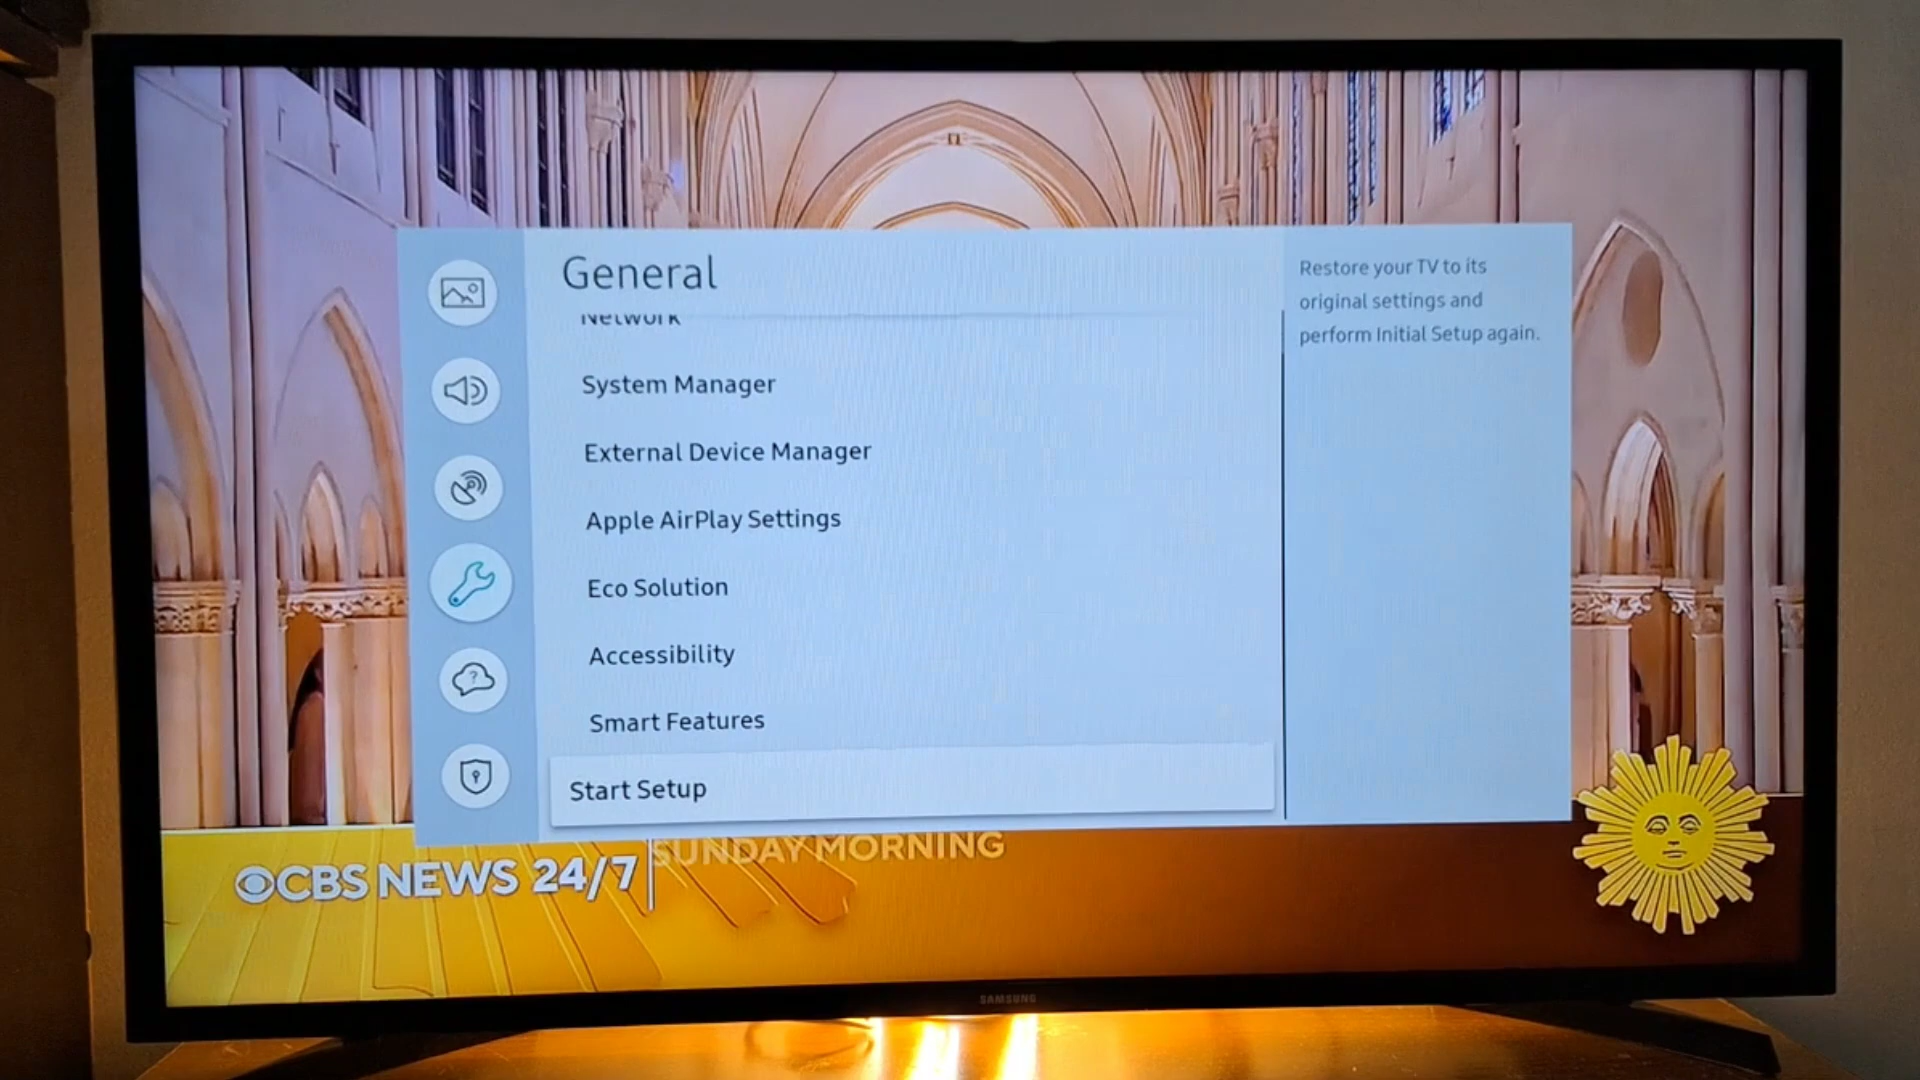 General
Network
System Manager
External Device Manager
Apple AirPlay Settings
Eco Solution
Accessibility
Smart Features
Start Setup
Restore your TV to its
original settings and
perform Initial Setup again.
?
CBS NEWS 24/7
SUNDAY MORNING
SAMSUNG